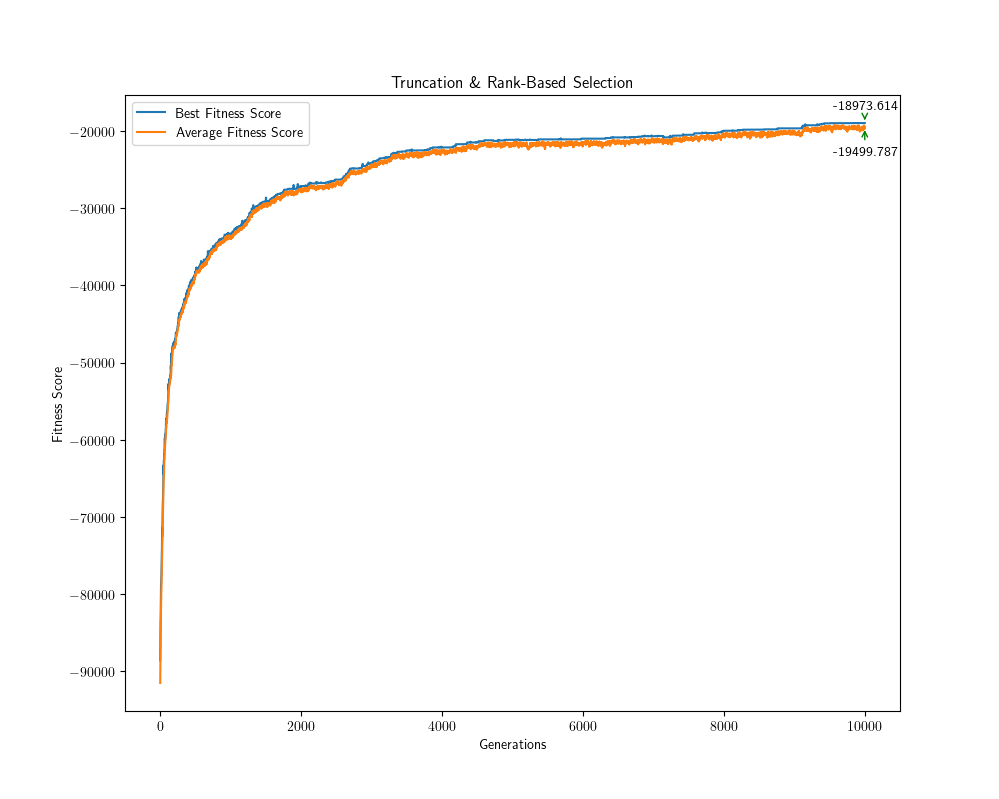 Truncation & Rank-Based Selection
Best Fitness Score
Average Fitness Score
-18973.614
-19499.787
Fitness Score
−20000
−30000
−40000
−50000
−60000
−70000
−80000
−90000
0 2000 4000 6000 8000 10000
Generations